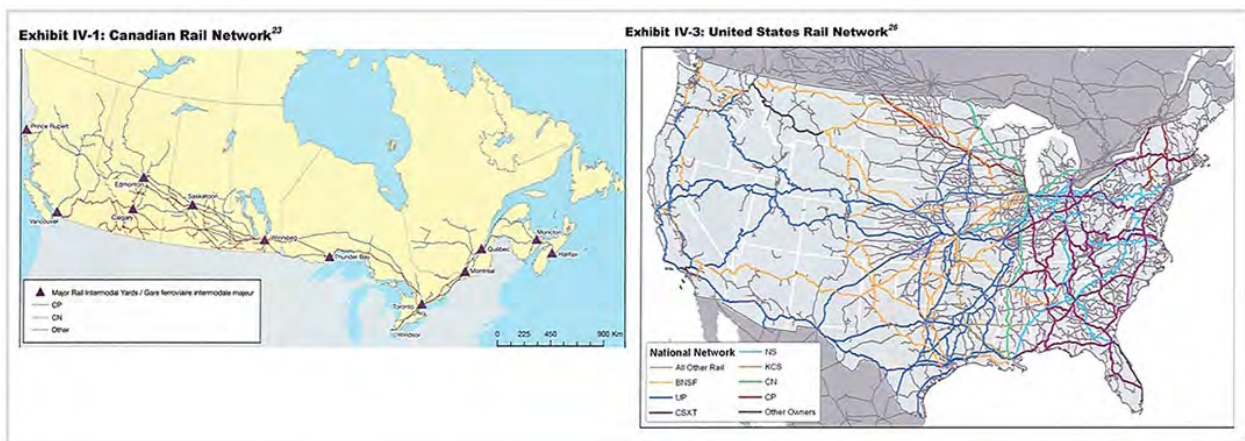 Exhibit IV-1: Canadian Rail Network23
Prince Rupert
Edmonton
Saskatoon
Vancouver
Calgary
Winnipeg
Thunder Bay
Québec
Moncton
Halifax
Montréal
Toronto
Windsor
Major Rail Intermodal Yards / Gare ferroviaire intermodale majeur
CP
CN
Other
0 225 450 900 Km
Exhibit IV-3: United States Rail Network26
National Network
All Other Rail
BNSF
UP
CSXT
NS
KCS
CN
CP
Other Owners